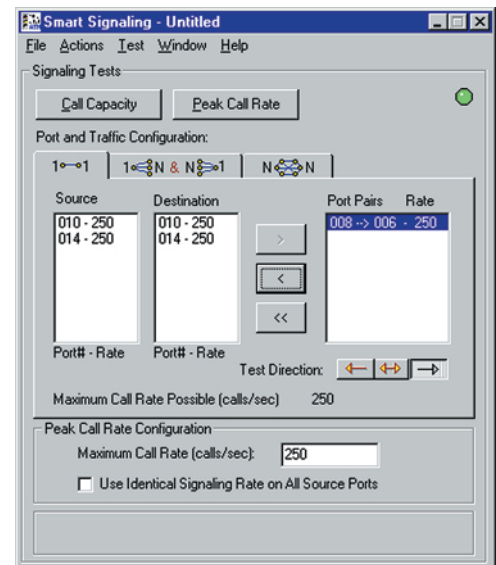 Smart Signaling - Untitled
File Actions Test Window Help
Signaling Tests
Call Capacity Peak Call Rate
Port and Traffic Configuration:
1 1 1 N & N 1 N N
Source Destination Port Pairs Rate
010 - 250 010 - 250 008 --> 006 - 250
014 - 250 014 - 250
>
<
<<
Port# - Rate Port# - Rate
Test Direction:
Maximum Call Rate Possible (calls/sec) 250
Peak Call Rate Configuration
Maximum Call Rate (calls/sec): 250
Use Identical Signaling Rate on All Source Ports